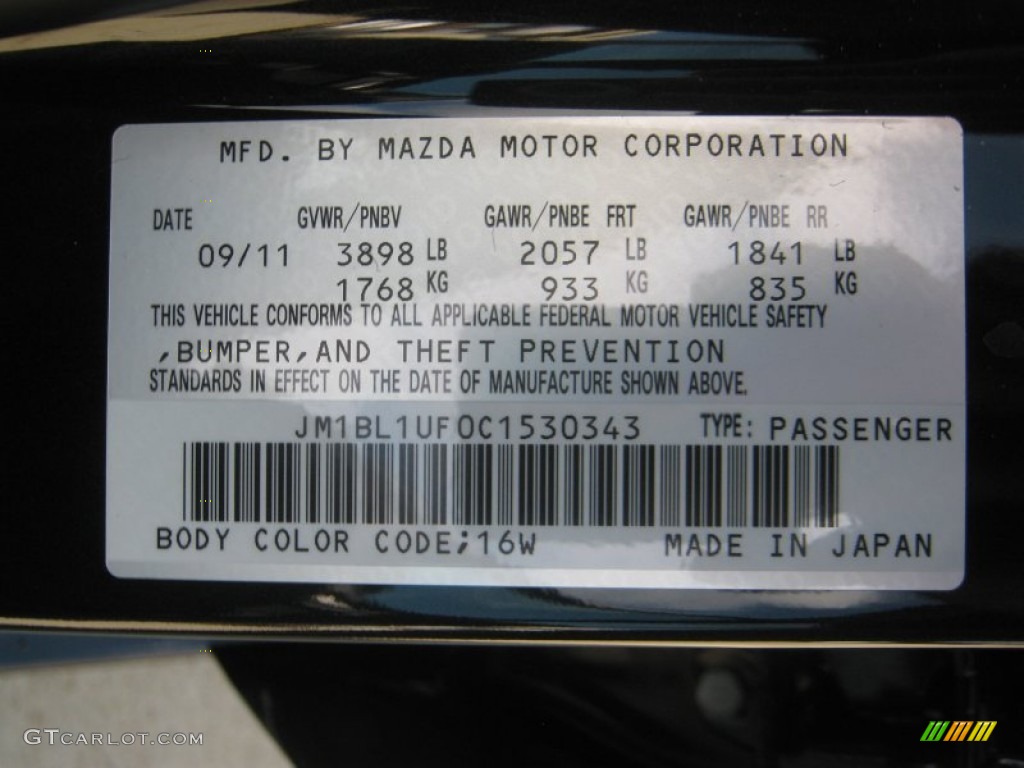 MFD. BY MAZDA MOTOR CORPORATION
DATE GVWR/PNBV GAWR/PNBE FRT GAWR/PNBE RR
09/11 3898 LB 2057 LB 1841 LB
1768 KG 933 KG 835 KG
THIS VEHICLE CONFORMS TO ALL APPLICABLE FEDERAL MOTOR VEHICLE SAFETY
,BUMPER,AND THEFT PREVENTION
STANDARDS IN EFFECT ON THE DATE OF MANUFACTURE SHOWN ABOVE.
JM1BL1UF0C1530343 TYPE: PASSENGER
BODY COLOR CODE;16W MADE IN JAPAN
GTCARLOT.COM